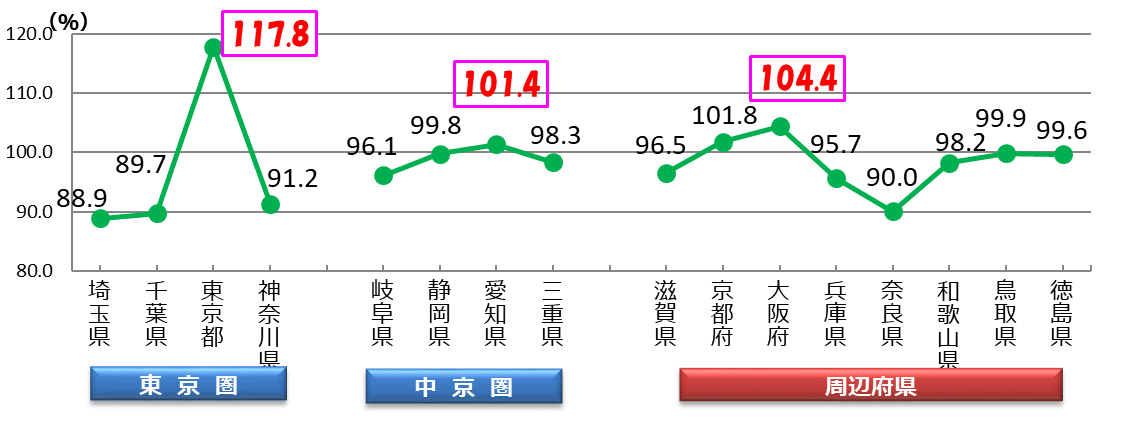 (%)
120.0
110.0
100.0
90.0
80.0
88.9
89.7
117.8
91.2
96.1
99.8
101.4
98.3
96.5
101.8
104.4
95.7
90.0
98.2
99.9
99.6
埼玉県
千葉県
東京都
神奈川県
岐阜県
静岡県
愛知県
三重県
滋賀県
京都府
大阪府
兵庫県
奈良県
和歌山県
鳥取県
徳島県
東京圏
中京圏
周辺府県